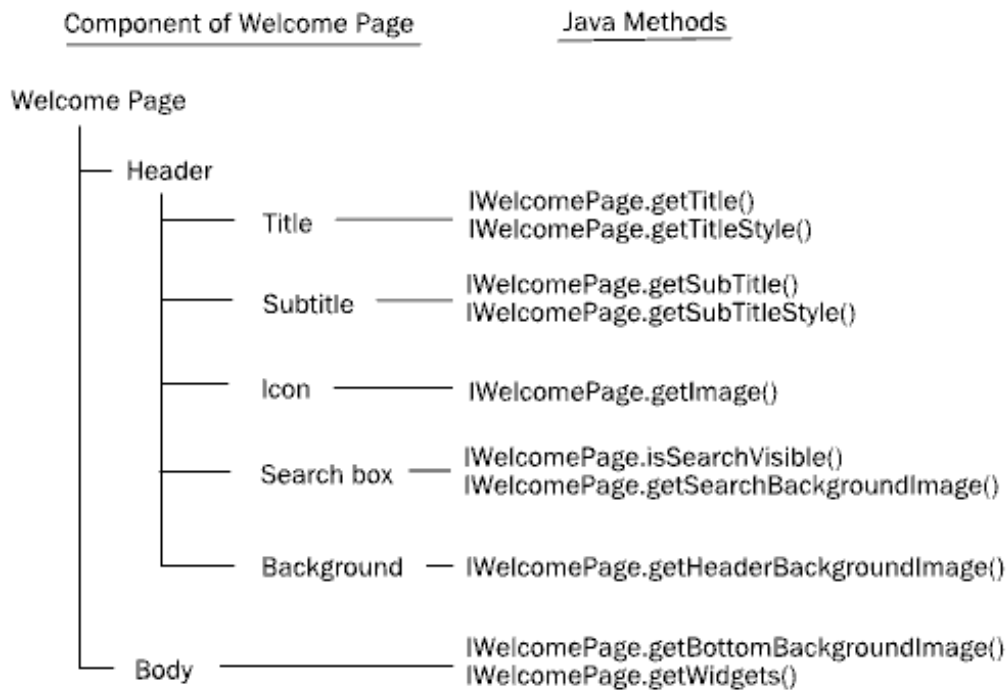 Component of Welcome Page
Java Methods
Welcome Page
Header
Title
IWelcomePage.getTitle()
IWelcomePage.getTitleStyle()
Subtitle
IWelcomePage.getSubTitle()
IWelcomePage.getSubTitleStyle()
Icon
IWelcomePage.getImage()
Search box
IWelcomePage.isSearchVisible()
IWelcomePage.getSearchBackgroundImage()
Background
IWelcomePage.getHeaderBackgroundImage()
Body
IWelcomePage.getBottomBackgroundImage()
IWelcomePage.getWidgets()